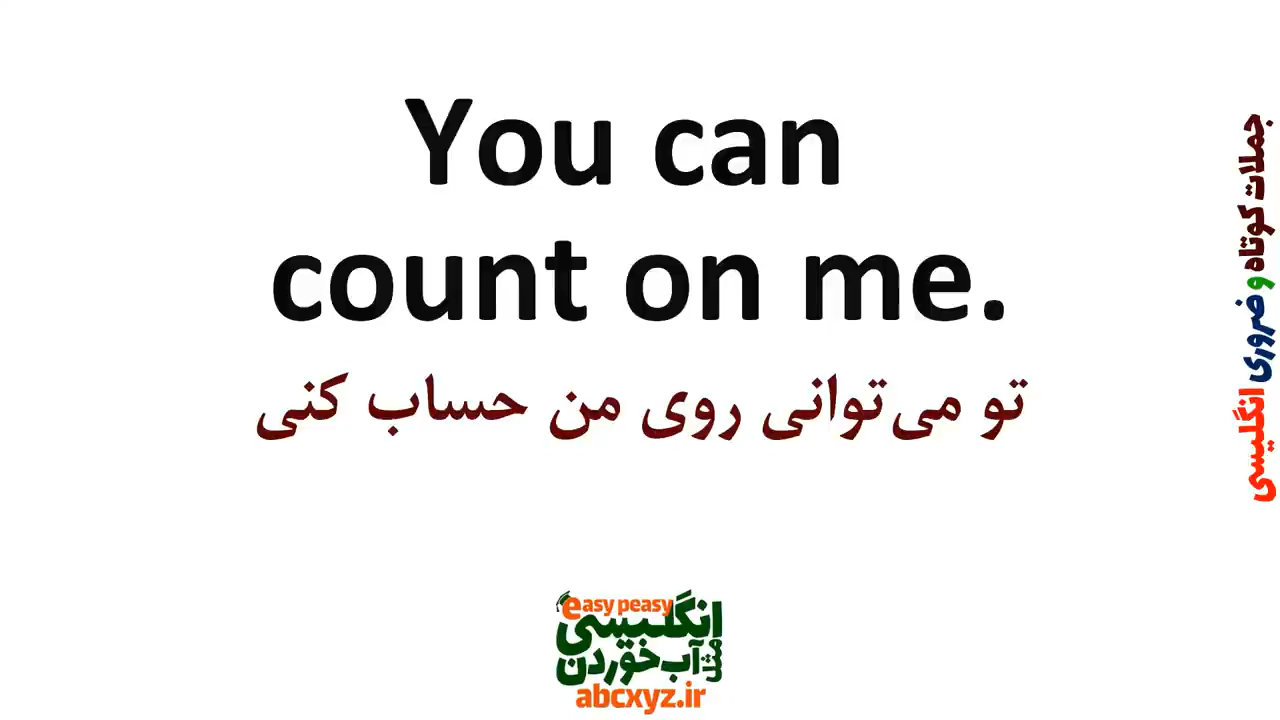 You can
count on me.
تو می‌توانی روی من حساب کنی
جملات کوتاه و ضروری انگلیسی
easy peasy
انگلیسی
مثل آب خوردن
abcxyz.ir